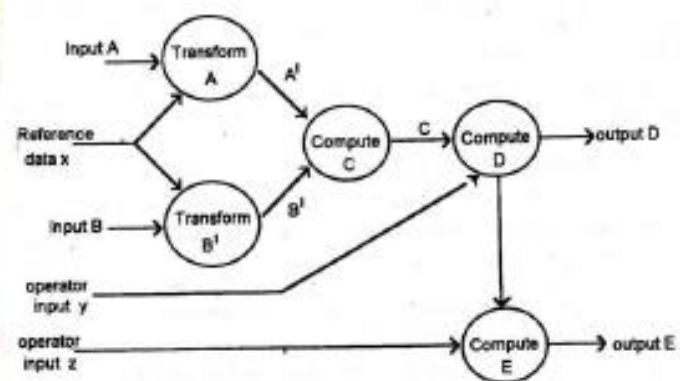 Input A
Transform
A
A'
Reference
data x
Compute
C
C
Compute
D
output D
Transform
B'
B'
Input B
operator
input y
operator
input z
Compute
E
output E